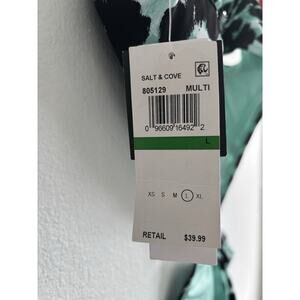 SALT & COVE
805129 MULTI
0 96609 16492 2
L
XS S M L XL
RETAIL $39.99